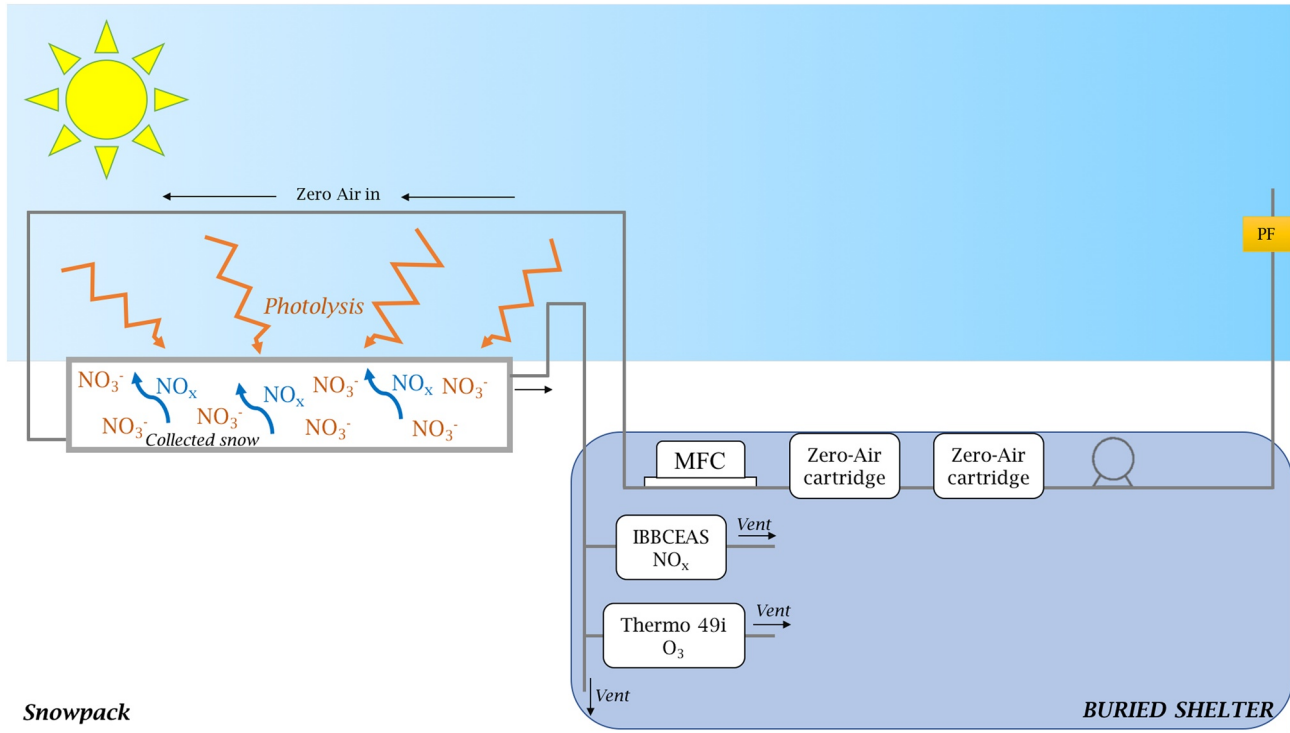 Zero Air in
PF
Photolysis
NO₃⁻ NOₓ NOₓ NO₃⁻ NOₓ NO₃⁻
NO₃⁻ NO₃⁻ NO₃⁻ NO₃⁻
Collected snow
MFC
Zero-Air
cartridge
Zero-Air
cartridge
IBBCEAS
NOₓ
Vent
Thermo 49i
O₃
Vent
Vent
Snowpack
BURIED SHELTER